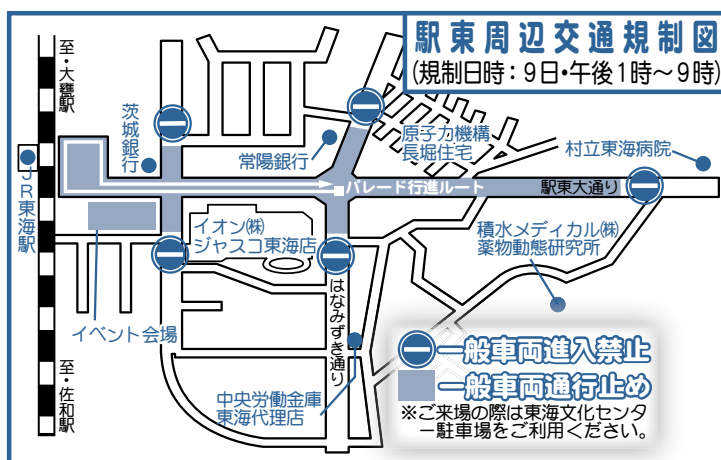 駅東周辺交通規制図
(規制日時：9日・午後1時〜9時)
至・大甕駅
茨城銀行
常陽銀行
原子力機構
長堀住宅
村立東海病院
JR東海駅
パレード行進ルート
駅東大通り
イオン㈱
ジャスコ東海店
積水メディカル㈱
薬物動態研究所
はなみずき通り
イベント会場
至・佐和駅
中央労働金庫
東海代理店
一般車両進入禁止
一般車両通行止め
※ご来場の際は東海文化センタ
ー駐車場をご利用ください。